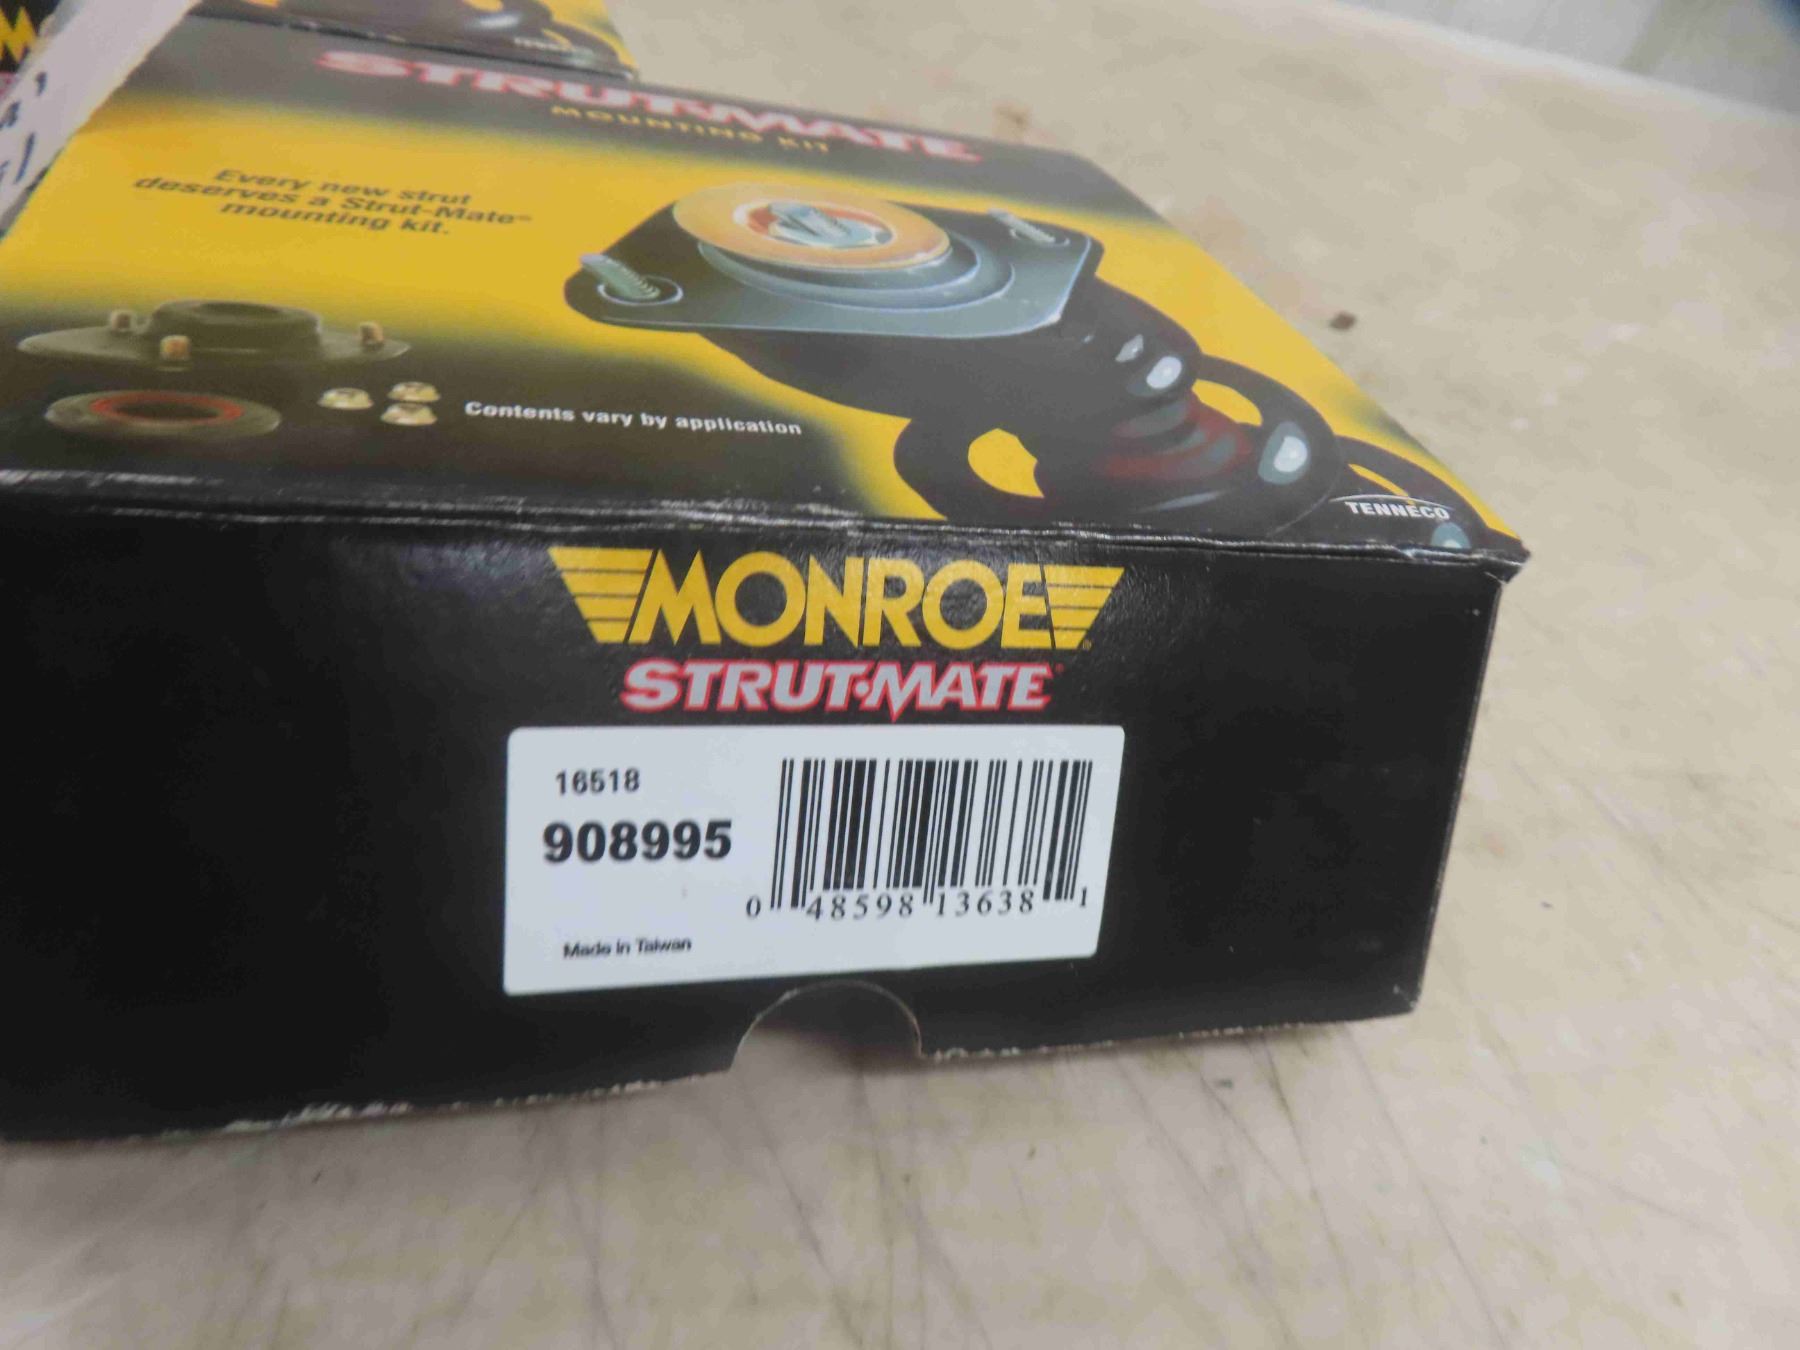 TENNECO
STRUT•MATE
MOUNTING KIT
Every new strut
deserves a Strut-Mate™
mounting kit.
Contents vary by application
TENNECO
MONROE®
STRUT•MATE®
16518
908995
0 48598 13638 1
Made in Taiwan